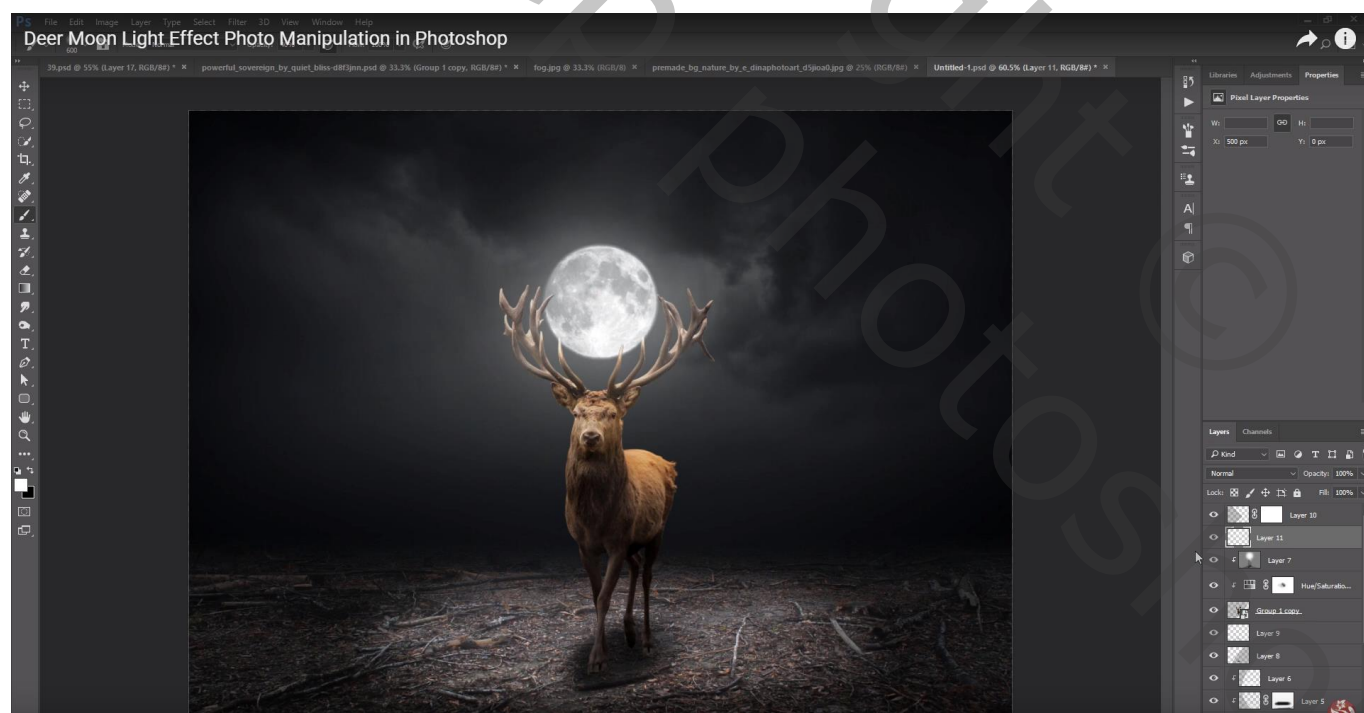 Ps File Edit Image Layer Type Select Filter 3D View Window Help
Deer Moon Light Effect Photo Manipulation in Photoshop
600
39.psd @ 55% (Layer 17, RGB/8#) * × powerful_sovereign_by_quiet_bliss-d8f3jnn.psd @ 33.3% (Group 1 copy, RGB/8#) * × fog.jpg @ 33.3% (RGB/8) × premade_bg_nature_by_e_dinaphotoart_d5jioa0.jpg @ 25% (RGB/8#) × Untitled-1.psd @ 60.5% (Layer 11, RGB/8#) * ×
Libraries Adjustments Properties
Pixel Layer Properties
W: H:
X: 500 px Y: 0 px
Layers Channels
Kind
Normal Opacity: 100%
Lock: Fill: 100%
Layer 10
Layer 11
Layer 7
Hue/Saturatio...
Group 1 copy
Layer 9
Layer 8
Layer 6
Layer 5
©